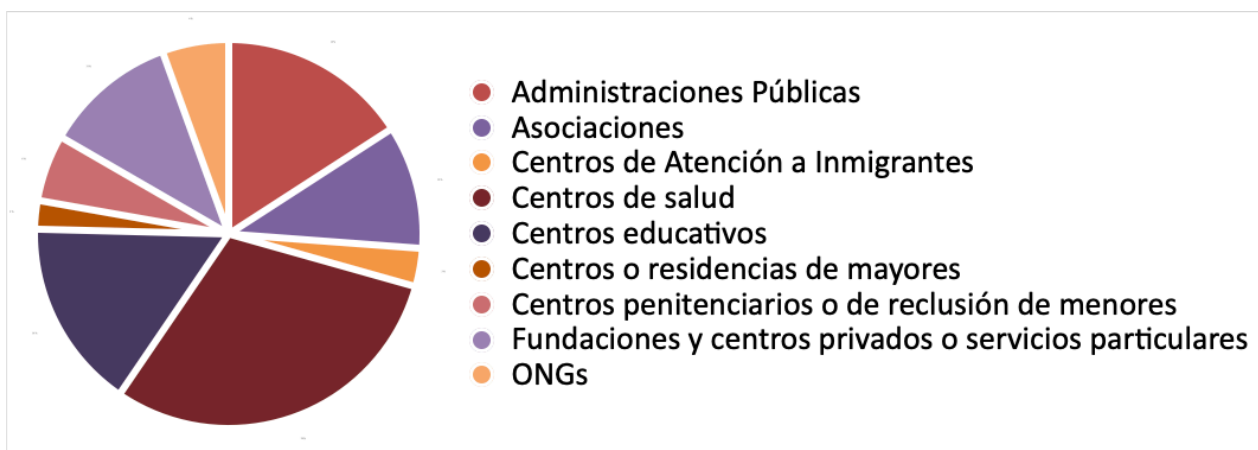 Administraciones Públicas
Asociaciones
Centros de Atención a Inmigrantes
Centros de salud
Centros educativos
Centros o residencias de mayores
Centros penitenciarios o de reclusión de menores
Fundaciones y centros privados o servicios particulares
ONGs